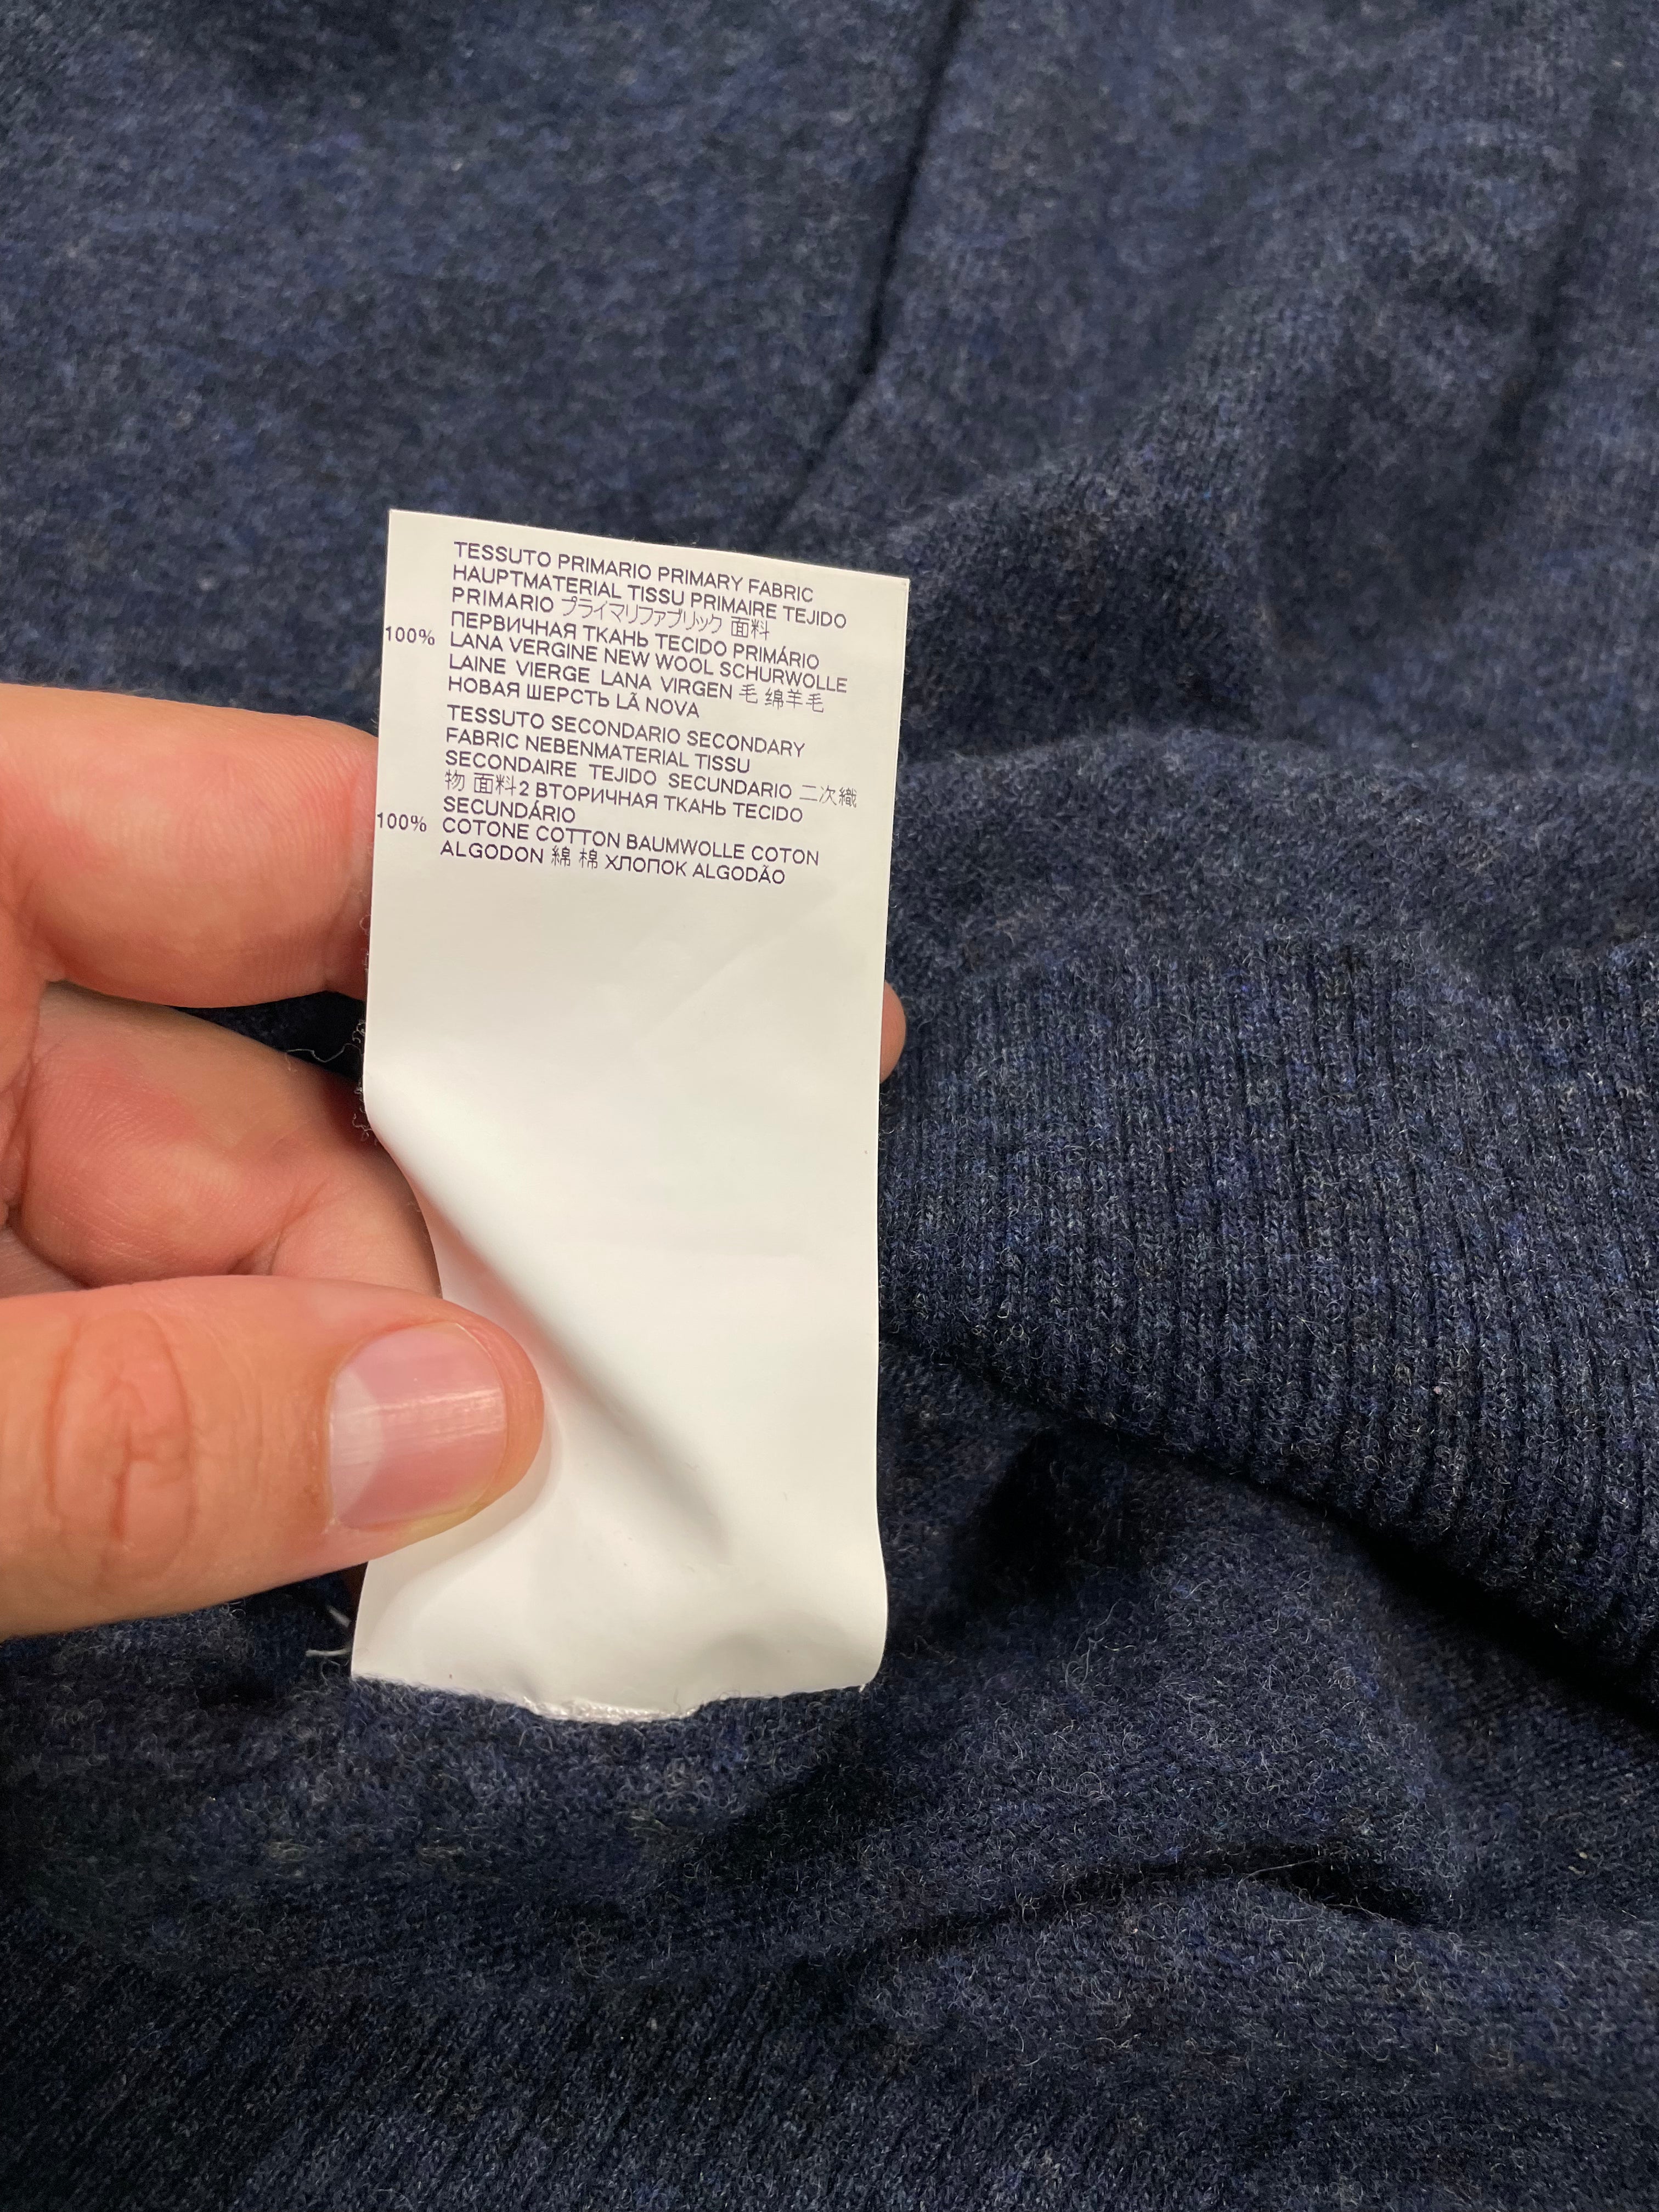 TESSUTO PRIMARIO PRIMARY FABRIC
HAUPTMATERIAL TISSU PRIMAIRE TEJIDO
PRIMARIO プライマリファブリック 面料
ПЕРВИЧНАЯ ТКАНЬ TECIDO PRIMÁRIO
100% LANA VERGINE NEW WOOL SCHURWOLLE
LAINE VIERGE LANA VIRGEN 毛 绵羊毛
НОВАЯ ШЕРСТЬ LÃ NOVA
TESSUTO SECONDARIO SECONDARY
FABRIC NEBENMATERIAL TISSU
SECONDAIRE TEJIDO SECUNDARIO 二次織
物 面料2 ВТОРИЧНАЯ ТКАНЬ TECIDO
SECUNDÁRIO
100% COTONE COTTON BAUMWOLLE COTON
ALGODON 綿 棉 ХЛОПОК ALGODÃO